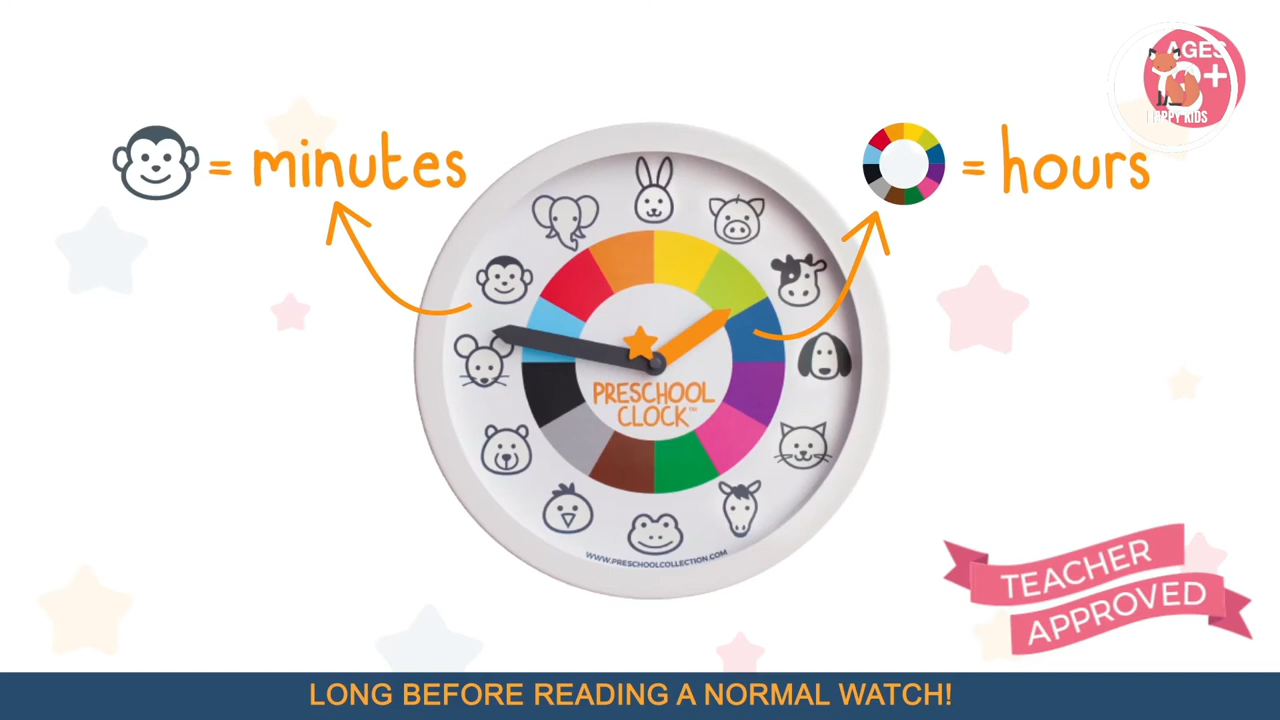 AGES
= minutes
= hours
PRESCHOOL
CLOCK™
WWW.PRESCHOOLCOLLECTION.COM
TEACHER
APPROVED
LONG BEFORE READING A NORMAL WATCH!